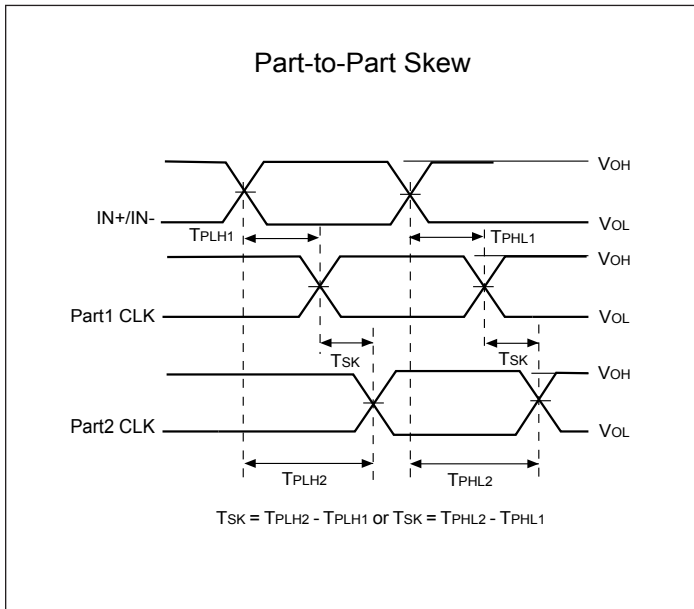 Part-to-Part Skew
VOH
IN+/IN-
VOL
TPLH1
TPHL1
VOH
Part1 CLK
VOL
TSK
TSK
VOH
Part2 CLK
VOL
TPLH2
TPHL2
TSK = TPLH2 - TPLH1 or TSK = TPHL2 - TPHL1